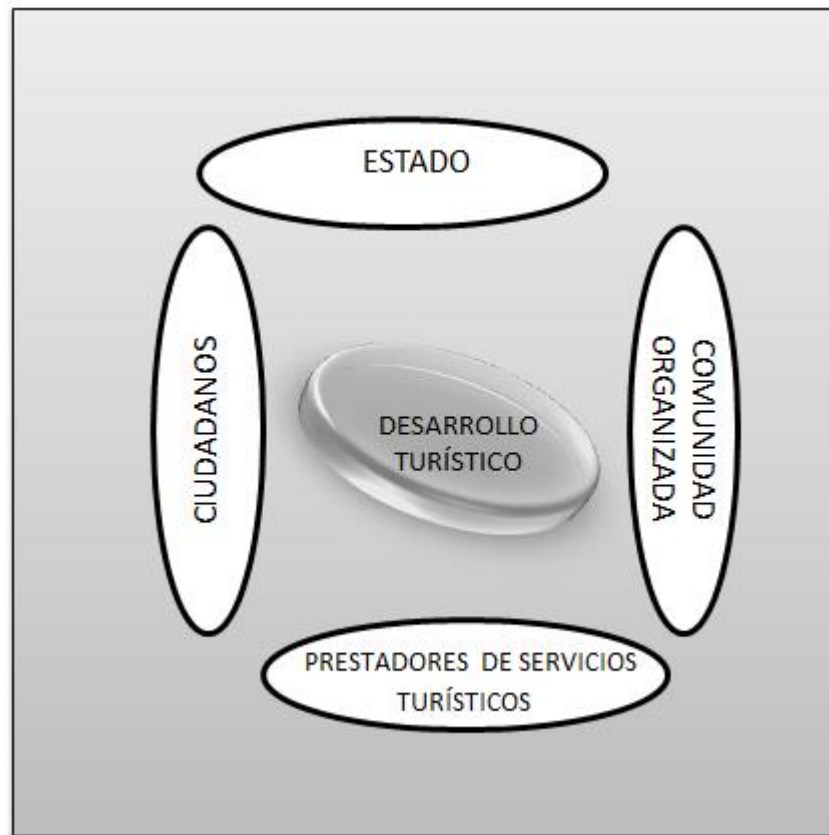 ESTADO
CIUDADANOS
DESARROLLO
TURÍSTICO
COMUNIDAD
ORGANIZADA
PRESTADORES DE SERVICIOS
TURÍSTICOS